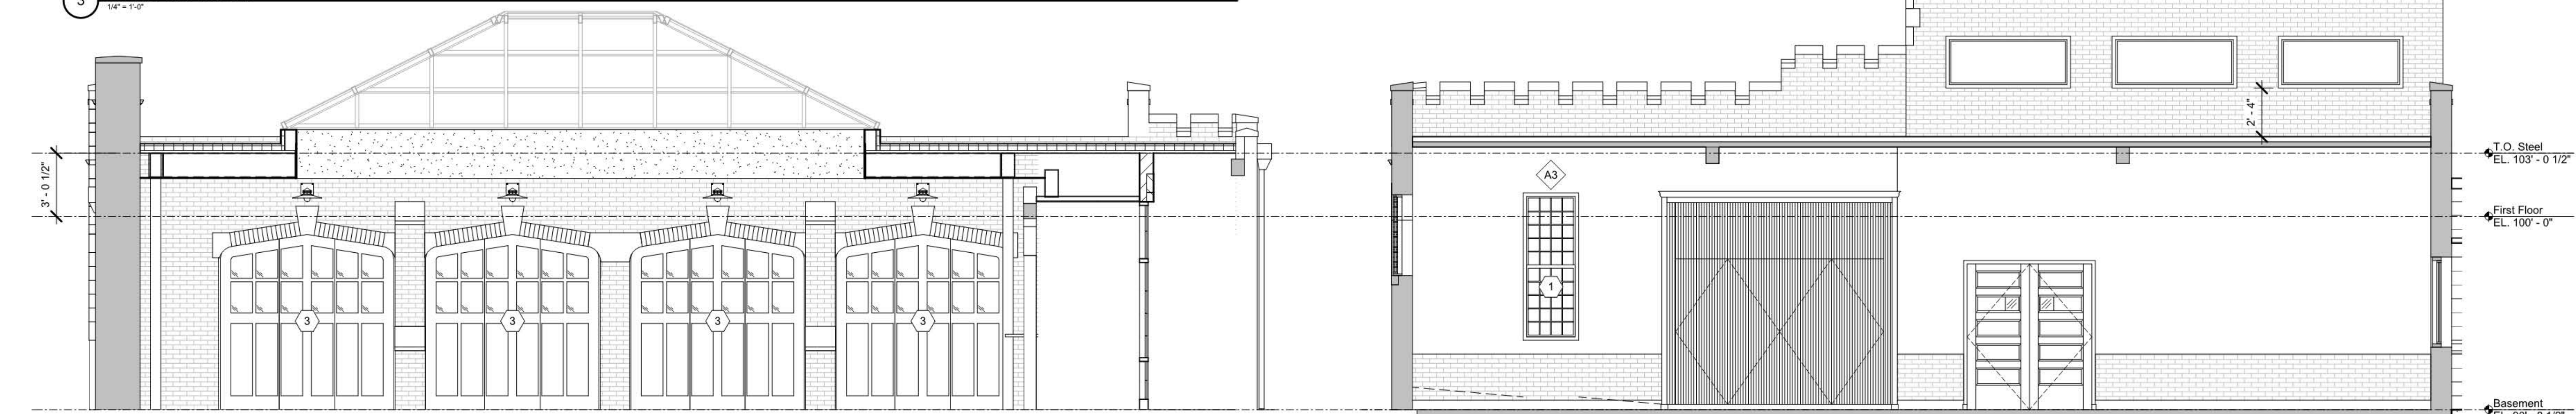 3
1/4" = 1'-0"
2' - 4"
T.O. Steel
EL. 103' - 0 1/2"
3' - 0 1/2"
A3
First Floor
EL. 100' - 0"
1
3
3
3
3
Basement